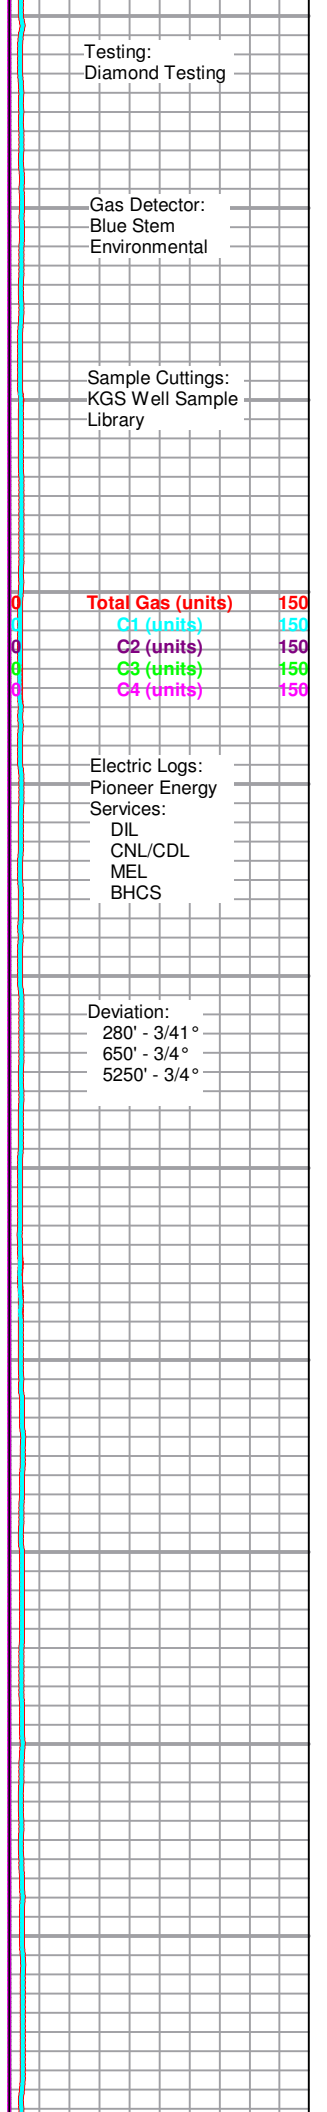 Testing:
Diamond Testing
Gas Detector:
Blue Stem
Environmental
Sample Cuttings:
KGS Well Sample
Library
0 Total Gas (units) 150
0 C1 (units) 150
0 C2 (units) 150
0 C3 (units) 150
0 C4 (units) 150
Electric Logs:
Pioneer Energy
Services:
DIL
CNL/CDL
MEL
BHCS
Deviation:
280' - 3/41°
650' - 3/4°
5250' - 3/4°